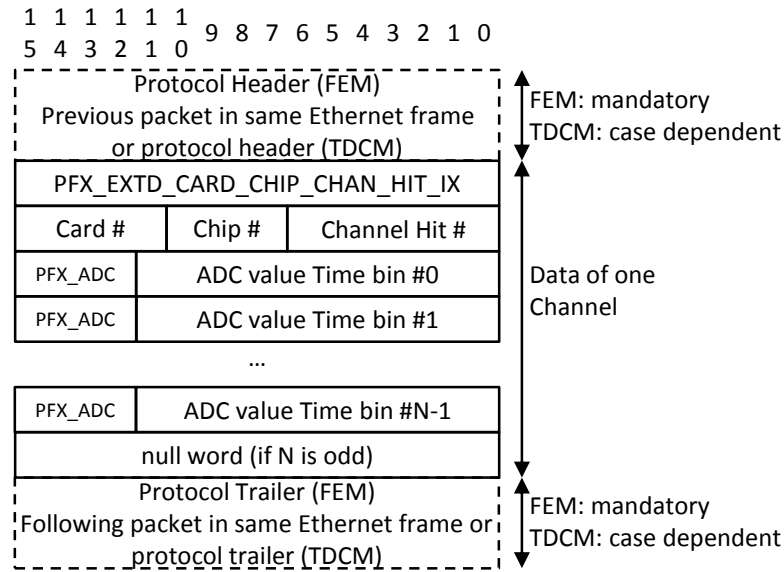 1 1 1 1 1 1 9 8 7 6 5 4 3 2 1 0
5 4 3 2 1 0
Protocol Header (FEM)
Previous packet in same Ethernet frame
or protocol header (TDCM)
FEM: mandatory
TDCM: case dependent
PFX_EXTD_CARD_CHIP_CHAN_HIT_IX
Card # Chip # Channel Hit #
PFX_ADC ADC value Time bin #0
PFX_ADC ADC value Time bin #1
...
PFX_ADC ADC value Time bin #N-1
null word (if N is odd)
Data of one
Channel
Protocol Trailer (FEM)
Following packet in same Ethernet frame or
protocol trailer (TDCM)
FEM: mandatory
TDCM: case dependent